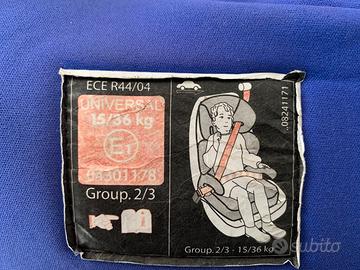 ECE R44/04
UNIVERSAL
15/36 kg
E1
04301178
Group. 2/3
..08241171
Group. 2/3 - 15/36 kg
subito